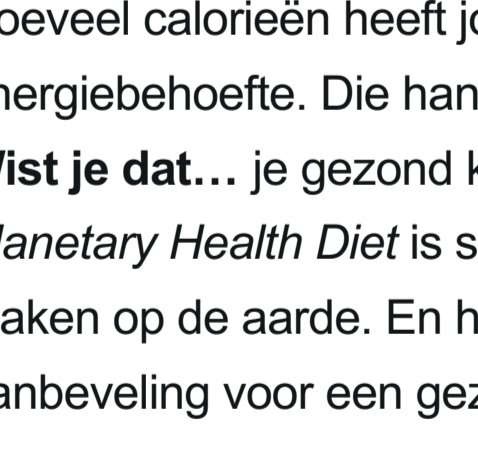 oeveel calorieën heeft jo
nergiebehoefte. Die han
Wist je dat… je gezond k
lanetary Health Diet is s
aken op de aarde. En h
anbeveling voor een gez